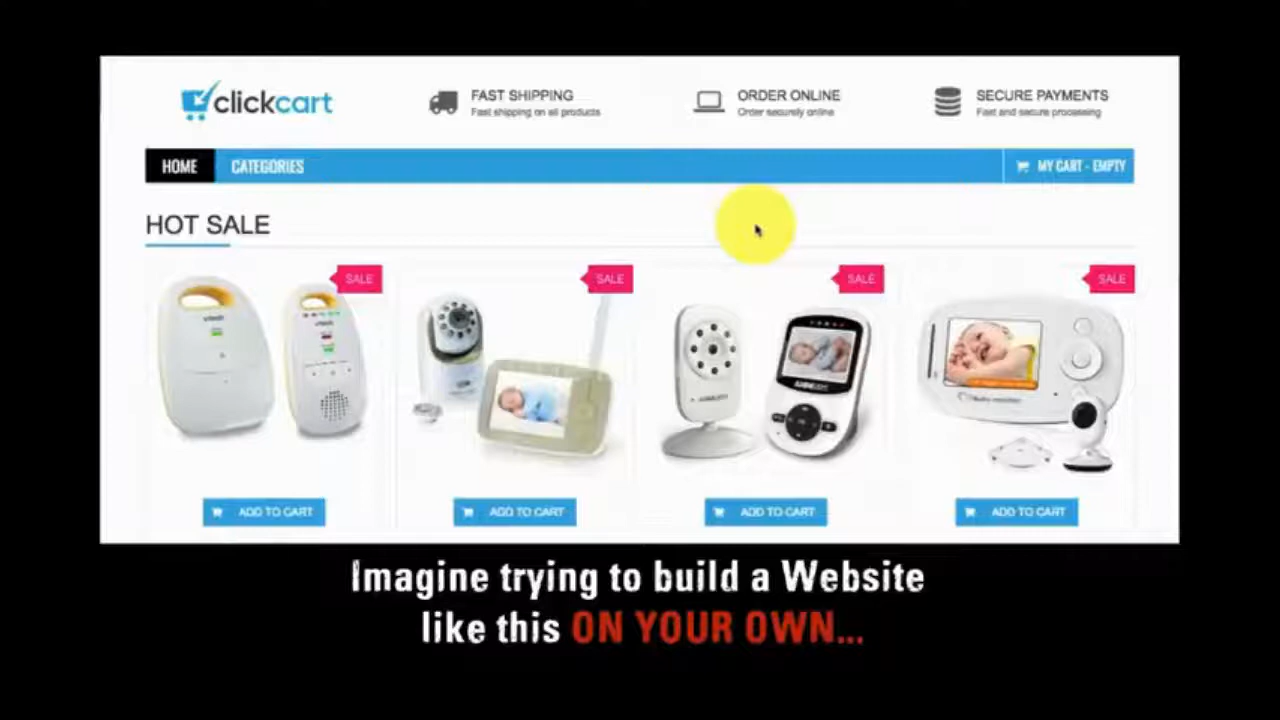 clickcart
FAST SHIPPING
Fast shipping on all products
ORDER ONLINE
Order securely online
SECURE PAYMENTS
Fast and secure processing
HOME
CATEGORIES
MY CART - EMPTY
HOT SALE
SALE
SALE
SALE
SALE
vtech
vtech
ADD TO CART
ADD TO CART
ADD TO CART
ADD TO CART
Imagine trying to build a Website
like this ON YOUR OWN...